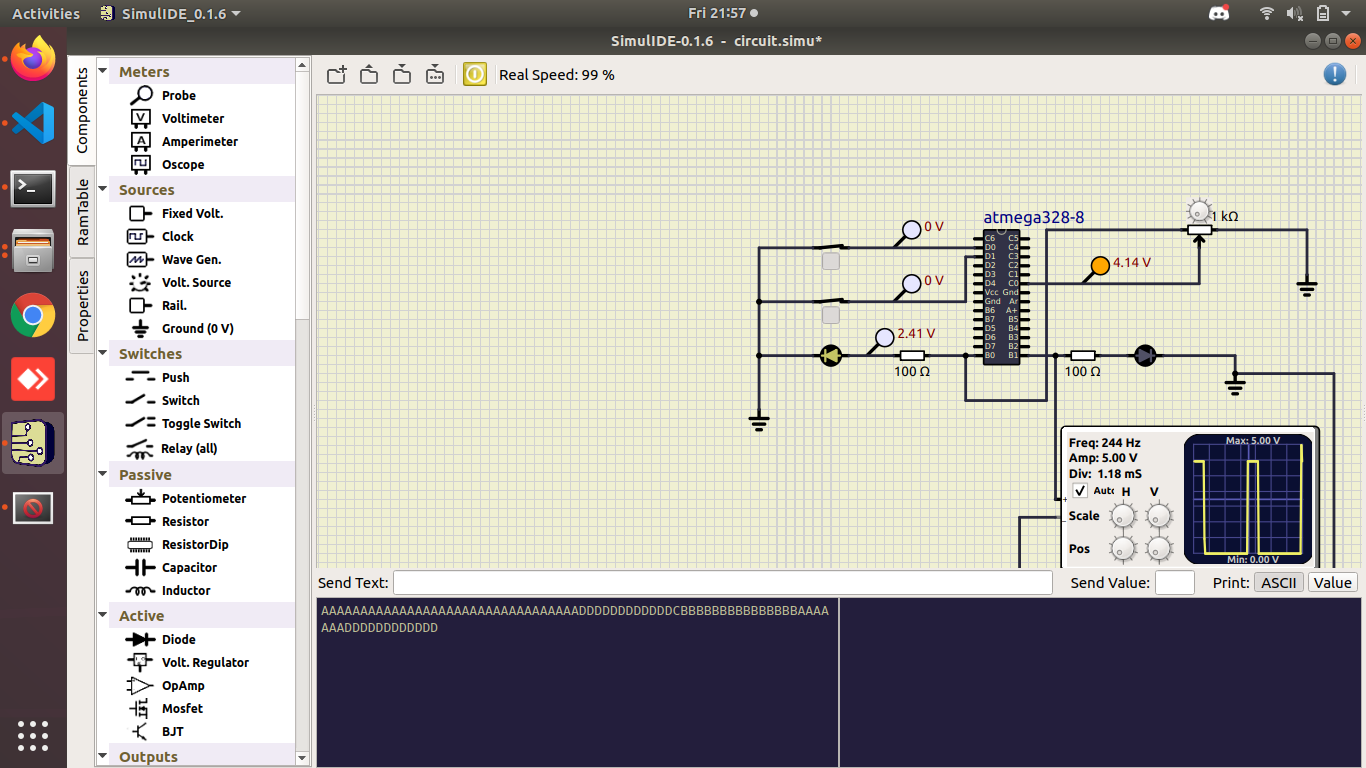 Activities
SimulIDE_0.1.6
Fri 21:57
SimulIDE-0.1.6 - circuit.simu*
Components
RamTable
Properties
Meters
Probe
Voltimeter
Amperimeter
Oscope
Sources
Fixed Volt.
Clock
Wave Gen.
Volt. Source
Rail.
Ground (0 V)
Switches
Push
Switch
Toggle Switch
Relay (all)
Passive
Potentiometer
Resistor
ResistorDip
Capacitor
Inductor
Active
Diode
Volt. Regulator
OpAmp
Mosfet
BJT
Outputs
Real Speed: 99 %
atmega328-8
0 V
0 V
2.41 V
100 Ω
4.14 V
1 kΩ
100 Ω
C6 C5
D0 C4
D1 C3
D2 C2
D3 C1
D4 C0
Vcc Gnd
Gnd Ar
B6 A+
B7 B5
D5 B4
D6 B3
D7 B2
B0 B1
Freq: 244 Hz
Amp: 5.00 V
Div: 1.18 mS
Auto H V
Scale
Pos
Max: 5.00 V
Min: 0.00 V
Send Text:
Send Value:
Print: ASCII Value
AAAAAAAAAAAAAAAAAAAAAAAAAAAAAAAAAADDDDDDDDDDDDCBBBBBBBBBBBBBBBAAAA
AAADDDDDDDDDDDD